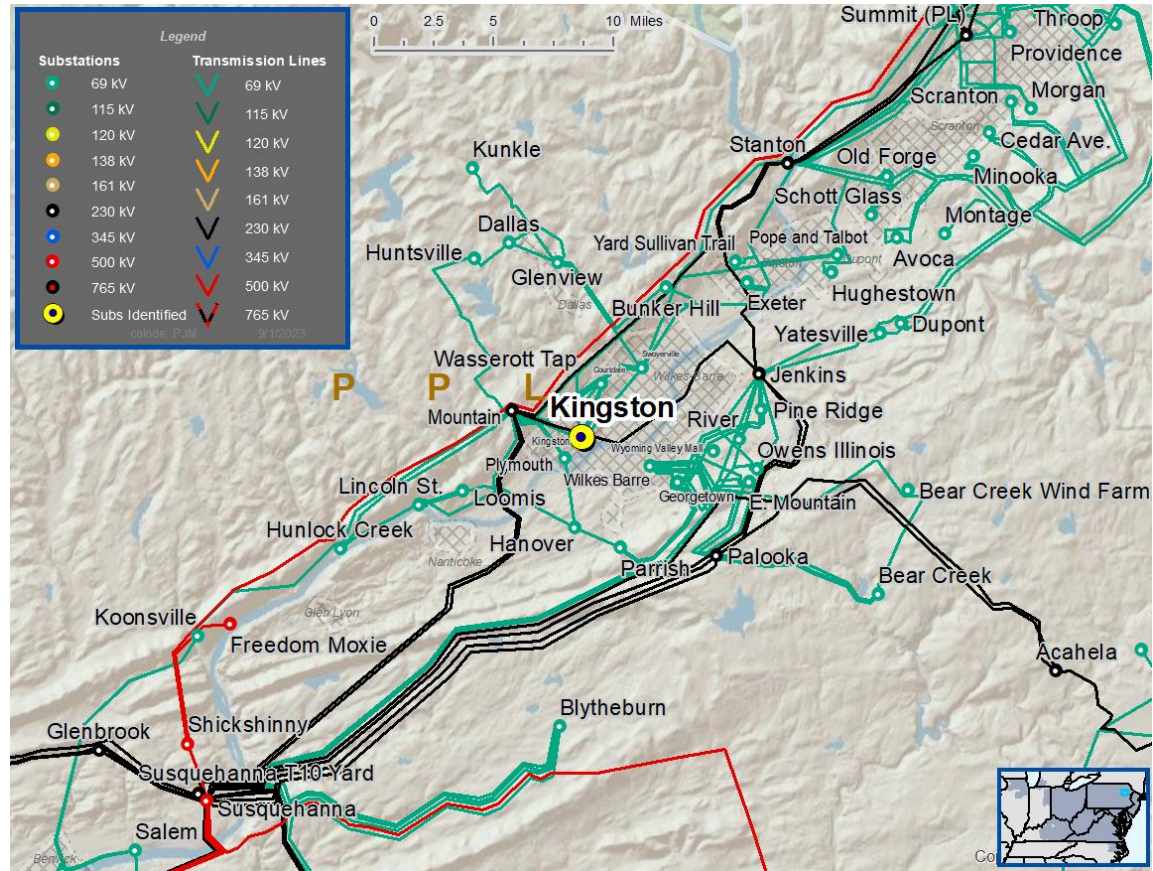 Legend
Substations
Transmission Lines
69 kV
69 kV
115 kV
115 kV
120 kV
120 kV
138 kV
138 kV
161 kV
161 kV
230 kV
230 kV
345 kV
345 kV
500 kV
500 kV
765 kV
765 kV
Subs Identified
colode; PJM
9/1/2023
0 2.5 5 10 Miles
Summit (PL)
Throop
Providence
Scranton
Morgan
Scranton
Cedar Ave.
Stanton
Old Forge
Minooka
Kunkle
Schott Glass
Montage
Dallas
Yard Sullivan Trail
Pope and Talbot
Huntsville
Avoca
Glenview
Dupont
Dallas
Bunker Hill
Exeter
Hughestown
Yatesville
Dupont
Wasserott Tap
Swoyerville
Courtdale
Wilkes-Barre
Jenkins
P P L
Kingston
Mountain
Pine Ridge
River
Kingston
Wyoming Valley Mall
Owens Illinois
Plymouth
Wilkes Barre
Lincoln St.
Loomis
Georgetown
E. Mountain
Bear Creek Wind Farm
Hunlock Creek
Hanover
Nanticoke
Parrish
Palooka
Bear Creek
Glen Lyon
Koonsville
Freedom Moxie
Acahela
Blytheburn
Shickshinny
Glenbrook
Susquehanna T10 Yard
Susquehanna
Salem
Berwick